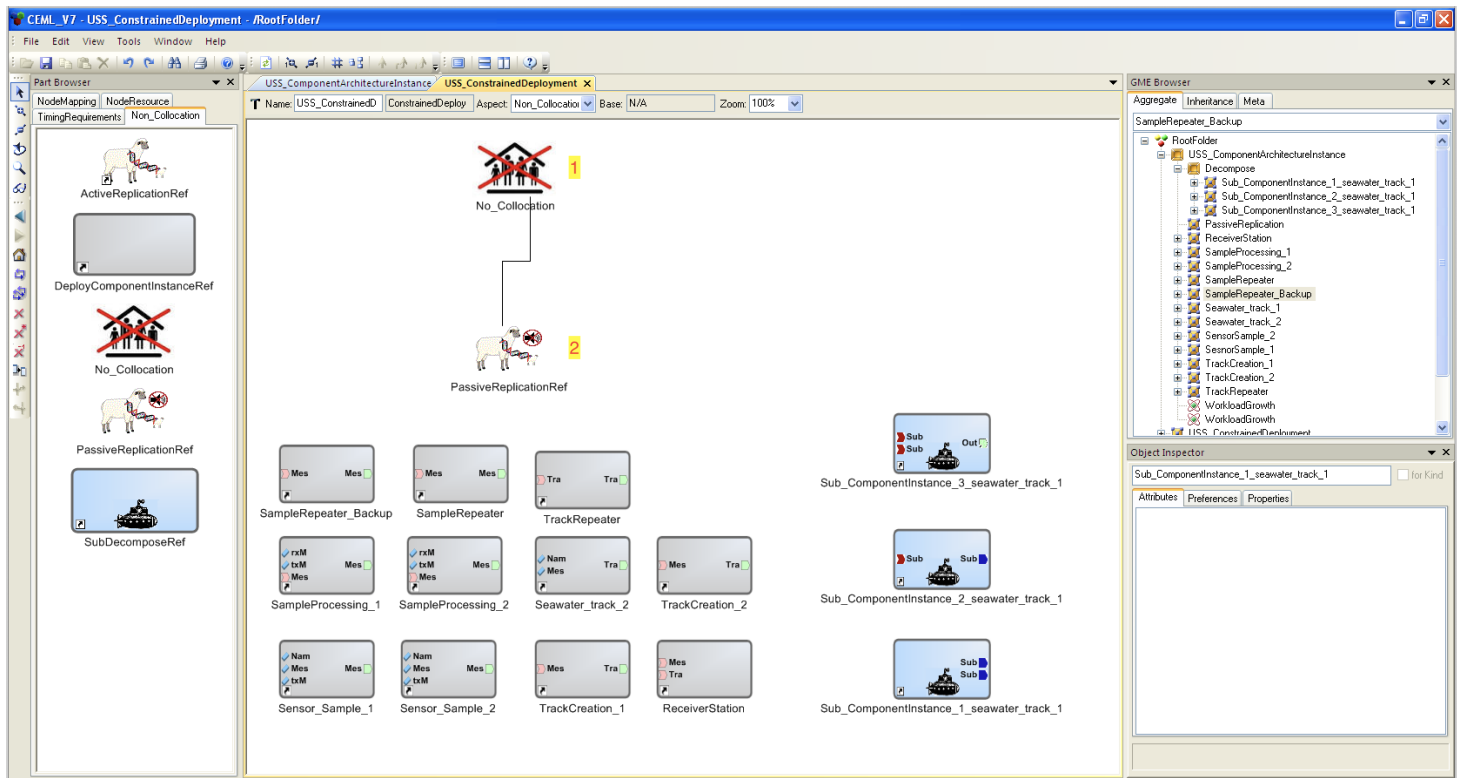 CEML_V7 - USS_ConstrainedDeployment - /RootFolder/
File Edit View Tools Window Help
Part Browser
NodeMapping NodeResource
TimingRequirements Non_Collocation
ActiveReplicationRef
DeployComponentInstanceRef
No_Collocation
PassiveReplicationRef
SubDecomposeRef
USS_ComponentArchitectureInstance USS_ConstrainedDeployment
Name: USS_ConstrainedD ConstrainedDeploy Aspect: Non_Collocation Base: N/A Zoom: 100%
1
No_Collocation
2
PassiveReplicationRef
Mes Mes
SampleRepeater_Backup
Mes Mes
SampleRepeater
Tra Tra
TrackRepeater
Sub Out
Sub
Sub_ComponentInstance_3_seawater_track_1
rxM
txM Mes
Mes
SampleProcessing_1
rxM
txM Mes
Mes
SampleProcessing_2
Nam Tra
Mes
Seawater_track_2
Mes Tra
TrackCreation_2
Sub Sub
Sub_ComponentInstance_2_seawater_track_1
Nam
Mes Mes
txM
Sensor_Sample_1
Nam
Mes Mes
txM
Sensor_Sample_2
Mes Tra
TrackCreation_1
Mes
Tra
ReceiverStation
Sub
Sub
Sub_ComponentInstance_1_seawater_track_1
GME Browser
Aggregate Inheritance Meta
SampleRepeater_Backup
RootFolder
USS_ComponentArchitectureInstance
Decompose
Sub_ComponentInstance_1_seawater_track_1
Sub_ComponentInstance_2_seawater_track_1
Sub_ComponentInstance_3_seawater_track_1
PassiveReplication
ReceiverStation
SampleProcessing_1
SampleProcessing_2
SampleRepeater
SampleRepeater_Backup
Seawater_track_1
Seawater_track_2
SensorSample_2
SesnorSample_1
TrackCreation_1
TrackCreation_2
TrackRepeater
WorkloadGrowth
WorkloadGrowth
USS_ConstrainedDeployment
Object Inspector
Sub_ComponentInstance_1_seawater_track_1 for Kind
Attributes Preferences Properties